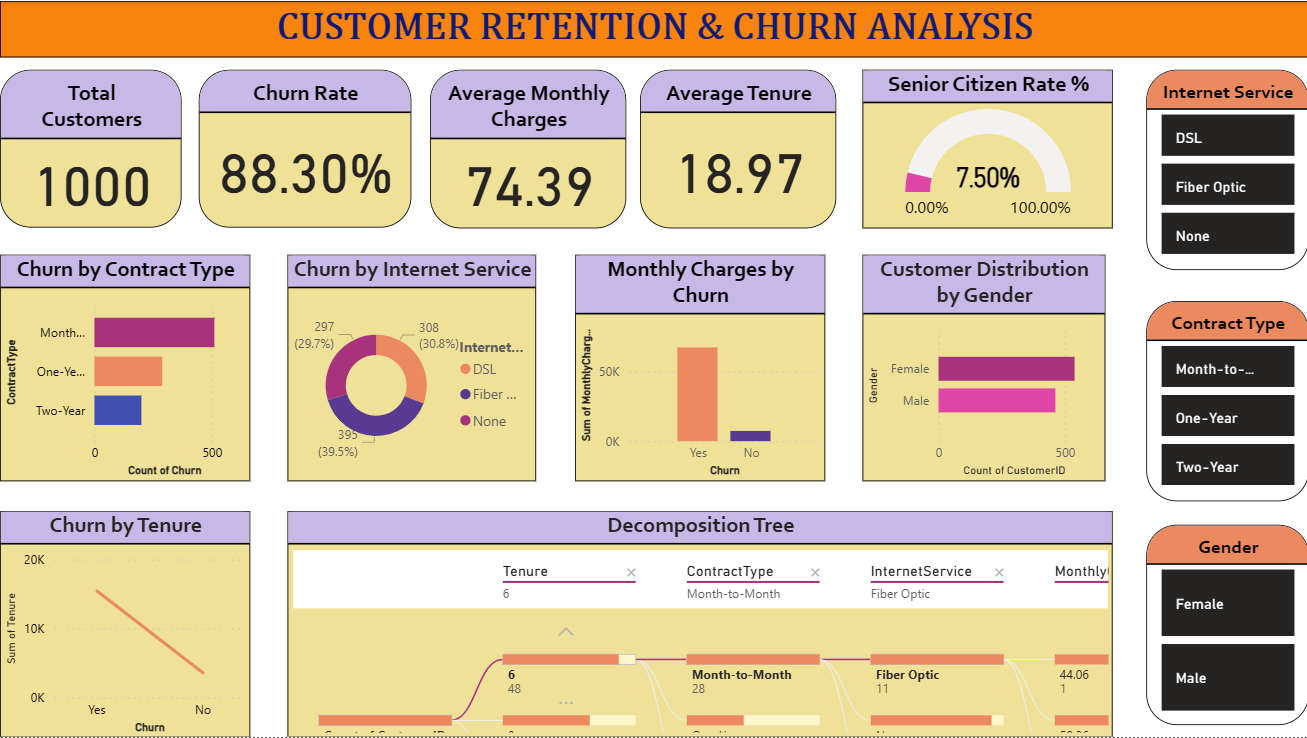 CUSTOMER RETENTION & CHURN ANALYSIS
Total
Customers
1000
Churn Rate
88.30%
Average Monthly
Charges
74.39
Average Tenure
18.97
Senior Citizen Rate %
7.50%
0.00%
100.00%
Internet Service
DSL
Fiber Optic
None
Churn by Contract Type
ContractType
Month...
One-Ye...
Two-Year
0
500
Count of Churn
Churn by Internet Service
297
(29.7%)
308
(30.8%)
395
(39.5%)
Internet...
DSL
Fiber ...
None
Monthly Charges by
Churn
Sum of MonthlyCharg...
50K
0K
Yes
No
Churn
Customer Distribution
by Gender
Gender
Female
Male
0
500
Count of CustomerID
Contract Type
Month-to-...
One-Year
Two-Year
Churn by Tenure
Sum of Tenure
20K
10K
0K
Yes
No
Churn
Decomposition Tree
Tenure
6
ContractType
Month-to-Month
InternetService
Fiber Optic
Monthly
6
48
Month-to-Month
28
Fiber Optic
11
44.06
1
Gender
Female
Male